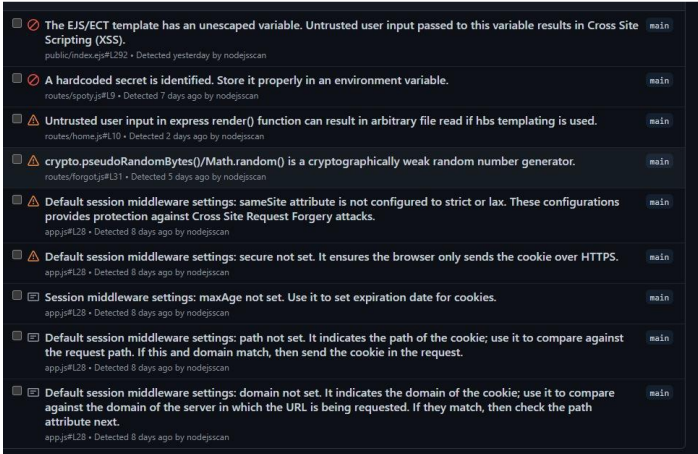 The EJS/ECT template has an unescaped variable. Untrusted user input passed to this variable results in Cross Site
Scripting (XSS).
main
public/index.ejs#L292 • Detected yesterday by nodejsscan
A hardcoded secret is identified. Store it properly in an environment variable.
main
routes/spoty.js#L9 • Detected 7 days ago by nodejsscan
Untrusted user input in express render() function can result in arbitrary file read if hbs templating is used.
main
routes/home.js#L10 • Detected 2 days ago by nodejsscan
crypto.pseudoRandomBytes()/Math.random() is a cryptographically weak random number generator.
main
routes/forgot.js#L31 • Detected 5 days ago by nodejsscan
Default session middleware settings: sameSite attribute is not configured to strict or lax. These configurations
provides protection against Cross Site Request Forgery attacks.
main
app.js#L28 • Detected 8 days ago by nodejsscan
Default session middleware settings: secure not set. It ensures the browser only sends the cookie over HTTPS.
main
app.js#L28 • Detected 8 days ago by nodejsscan
Session middleware settings: maxAge not set. Use it to set expiration date for cookies.
main
app.js#L28 • Detected 8 days ago by nodejsscan
Default session middleware settings: path not set. It indicates the path of the cookie; use it to compare against
the request path. If this and domain match, then send the cookie in the request.
main
app.js#L28 • Detected 8 days ago by nodejsscan
Default session middleware settings: domain not set. It indicates the domain of the cookie; use it to compare
against the domain of the server in which the URL is being requested. If they match, then check the path
attribute next.
main
app.js#L28 • Detected 8 days ago by nodejsscan